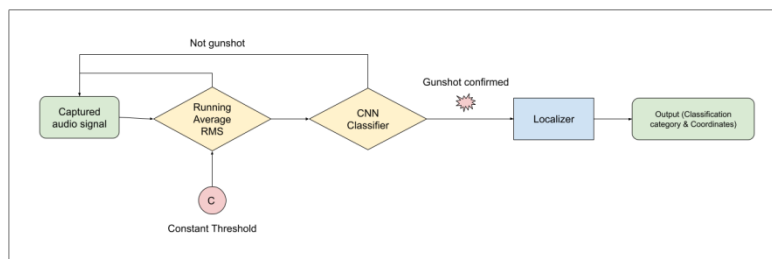 Not gunshot
Gunshot confirmed
Captured
audio signal
Running
Average
RMS
CNN
Classifier
Localizer
Output (Classification
category & Coordinates)
C
Constant Threshold